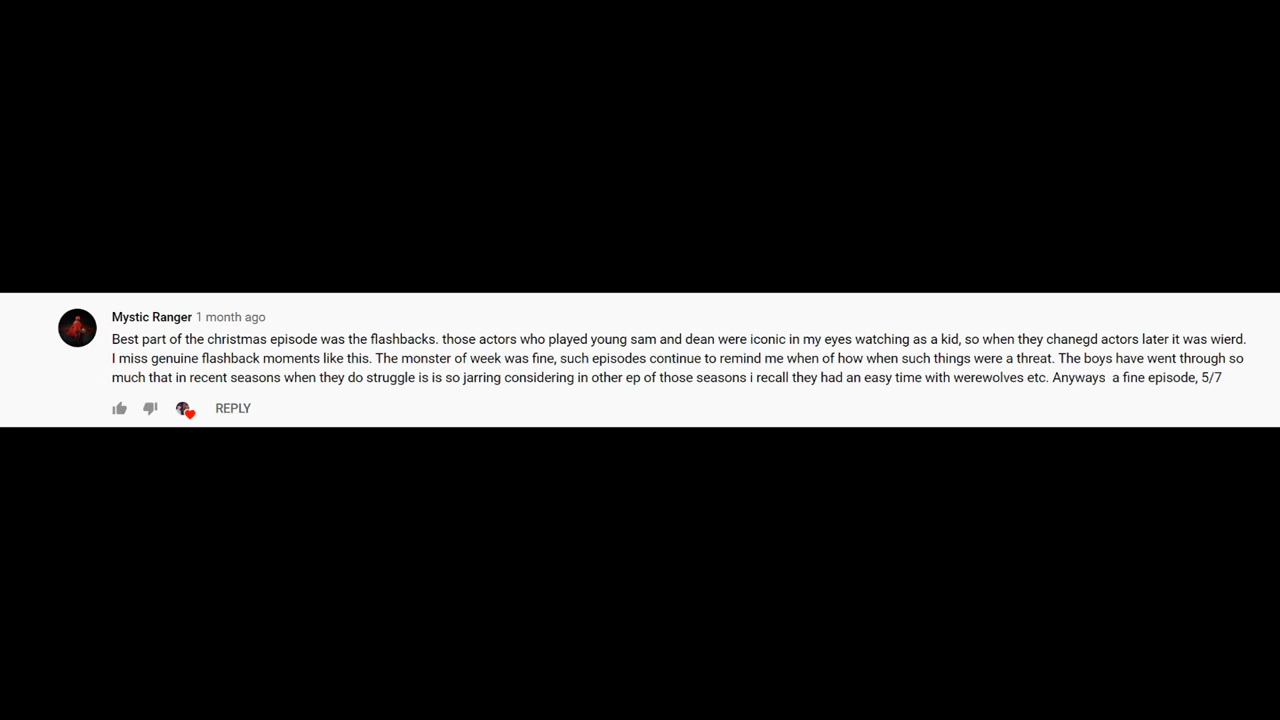 Mystic Ranger 1 month ago
Best part of the christmas episode was the flashbacks. those actors who played young sam and dean were iconic in my eyes watching as a kid, so when they chanegd actors later it was wierd.
I miss genuine flashback moments like this. The monster of week was fine, such episodes continue to remind me when of how when such things were a threat. The boys have went through so
much that in recent seasons when they do struggle is is so jarring considering in other ep of those seasons i recall they had an easy time with werewolves etc. Anyways  a fine episode, 5/7
REPLY